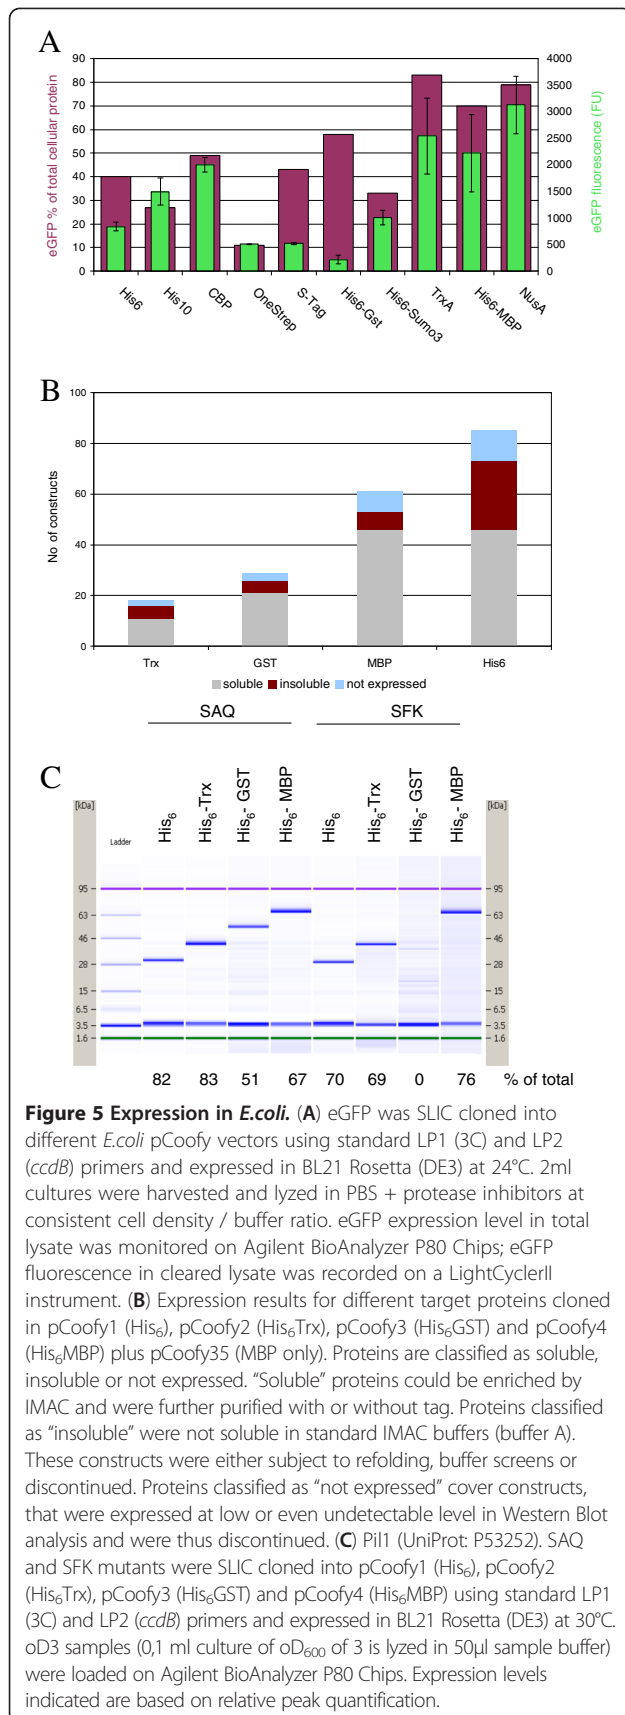 A
eGFP % of total cellular protein
90
80
70
60
50
40
30
20
10
0
4000
3500
3000
2500
2000
1500
1000
500
0
eGFP fluorescence (FU)
His6
His10
CBP
OneStrep
S-Tag
His6-Gst
His6-Sumo3
TrxA
His6-MBP
NusA
B
No of constructs
100
80
60
40
20
0
Trx GST MBP His6
soluble insoluble not expressed
SAQ SFK
C
His6 His6-Trx His6- GST His6- MBP His6 His6-Trx His6- GST His6- MBP
[kDa] Ladder [kDa]
95 95
63 63
46 46
28 28
15 15
6.5 6.5
3.5 3.5
1.6 1.6
82 83 51 67 70 69 0 76 % of total
Figure 5 Expression in E.coli. (A) eGFP was SLIC cloned into
different E.coli pCoofy vectors using standard LP1 (3C) and LP2
(ccdB) primers and expressed in BL21 Rosetta (DE3) at 24°C. 2ml
cultures were harvested and lyzed in PBS + protease inhibitors at
consistent cell density / buffer ratio. eGFP expression level in total
lysate was monitored on Agilent BioAnalyzer P80 Chips; eGFP
fluorescence in cleared lysate was recorded on a LightCyclerII
instrument. (B) Expression results for different target proteins cloned
in pCoofy1 (His6), pCoofy2 (His6Trx), pCoofy3 (His6GST) and pCoofy4
(His6MBP) plus pCoofy35 (MBP only). Proteins are classified as soluble,
insoluble or not expressed. “Soluble” proteins could be enriched by
IMAC and were further purified with or without tag. Proteins classified
as “insoluble” were not soluble in standard IMAC buffers (buffer A).
These constructs were either subject to refolding, buffer screens or
discontinued. Proteins classified as “not expressed” cover constructs,
that were expressed at low or even undetectable level in Western Blot
analysis and were thus discontinued. (C) Pil1 (UniProt: P53252). SAQ
and SFK mutants were SLIC cloned into pCoofy1 (His6), pCoofy2
(His6Trx), pCoofy3 (His6GST) and pCoofy4 (His6MBP) using standard LP1
(3C) and LP2 (ccdB) primers and expressed in BL21 Rosetta (DE3) at 30°C.
oD3 samples (0,1 ml culture of oD600 of 3 is lyzed in 50μl sample buffer)
were loaded on Agilent BioAnalyzer P80 Chips. Expression levels
indicated are based on relative peak quantification.